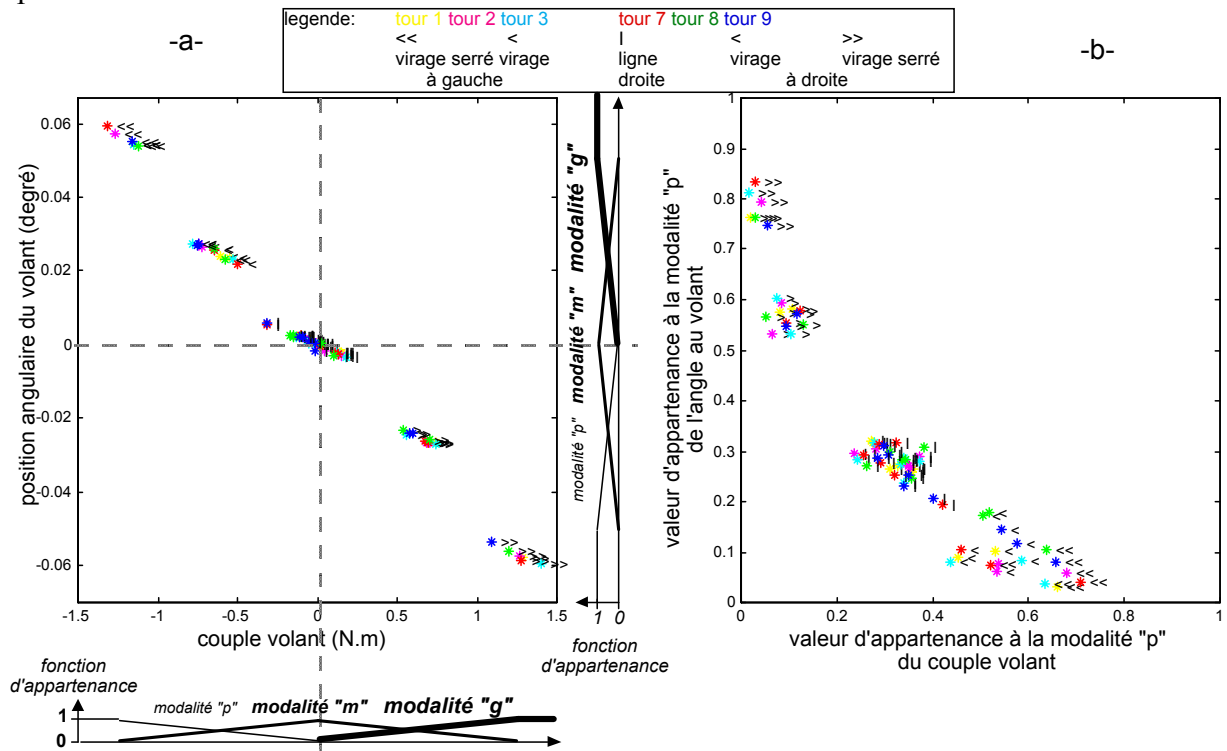 legende: tour 1 tour 2 tour 3 tour 7 tour 8 tour 9
<< < | < >>
virage serré virage ligne virage virage serré
à gauche droite à droite
-a-
-b-
0.06
0.04
0.02
0
-0.02
-0.04
-0.06
position angulaire du volant (degré)
-1.5 -1 -0.5 0 0.5 1 1.5
couple volant (N.m)
modalité "p" modalité "m" modalité "g"
1 0
fonction
d'appartenance
fonction
d'appartenance
1
0
modalité "p" modalité "m" modalité "g"
1
0.9
0.8
0.7
0.6
0.5
0.4
0.3
0.2
0.1
0
valeur d'appartenance à la modalité "p"
de l'angle au volant
0 0.2 0.4 0.6 0.8 1
valeur d'appartenance à la modalité "p"
du couple volant